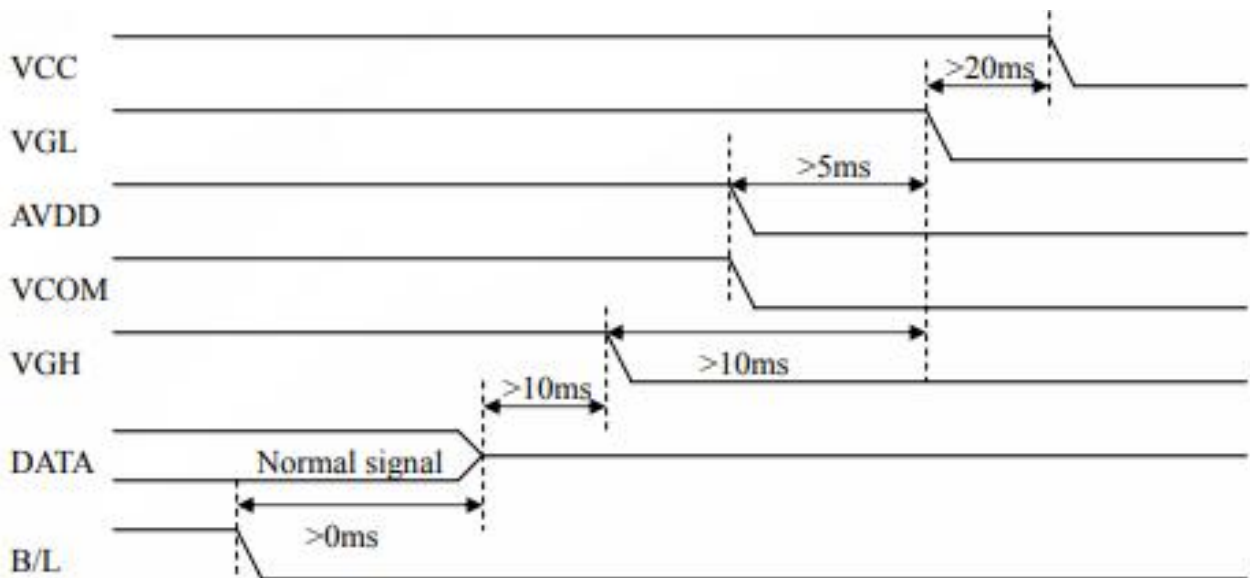 VCC
>20ms
VGL
>5ms
AVDD
VCOM
VGH
>10ms
>10ms
DATA
Normal signal
>0ms
B/L